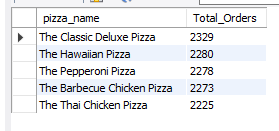 pizza_name Total_Orders
The Classic Deluxe Pizza 2329
The Hawaiian Pizza 2280
The Pepperoni Pizza 2278
The Barbecue Chicken Pizza 2273
The Thai Chicken Pizza 2225